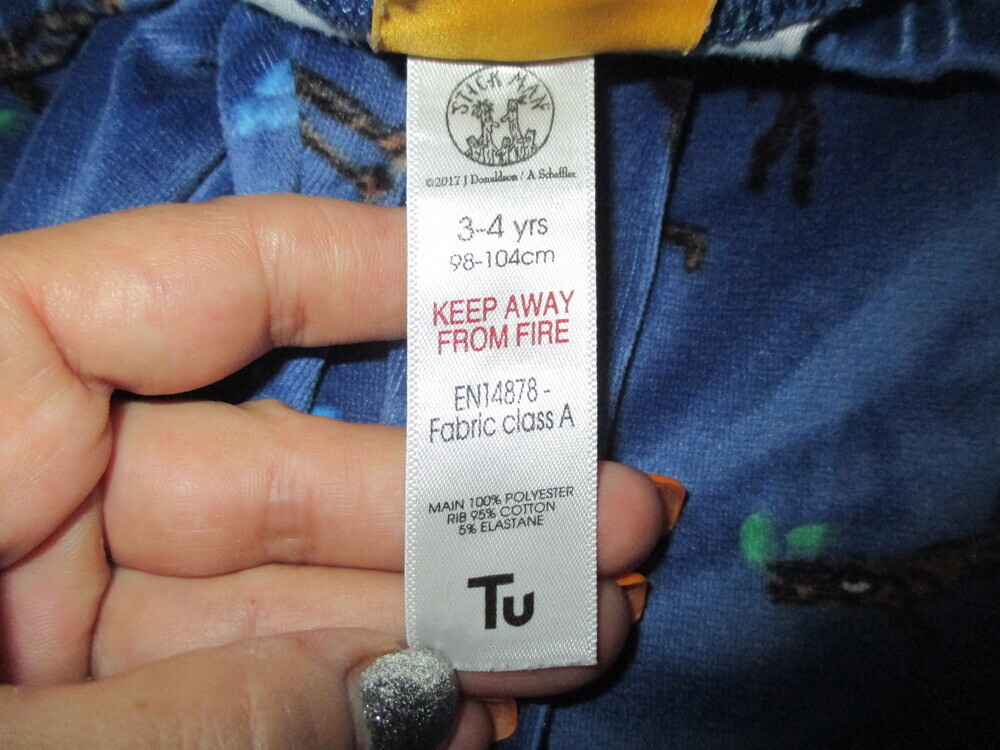 STICK MAN
©2017 J Donaldson / A Scheffler
3-4 yrs
98-104cm
KEEP AWAY
FROM FIRE
EN14878 -
Fabric class A
MAIN 100% POLYESTER
RIB 95% COTTON
5% ELASTANE
Tu